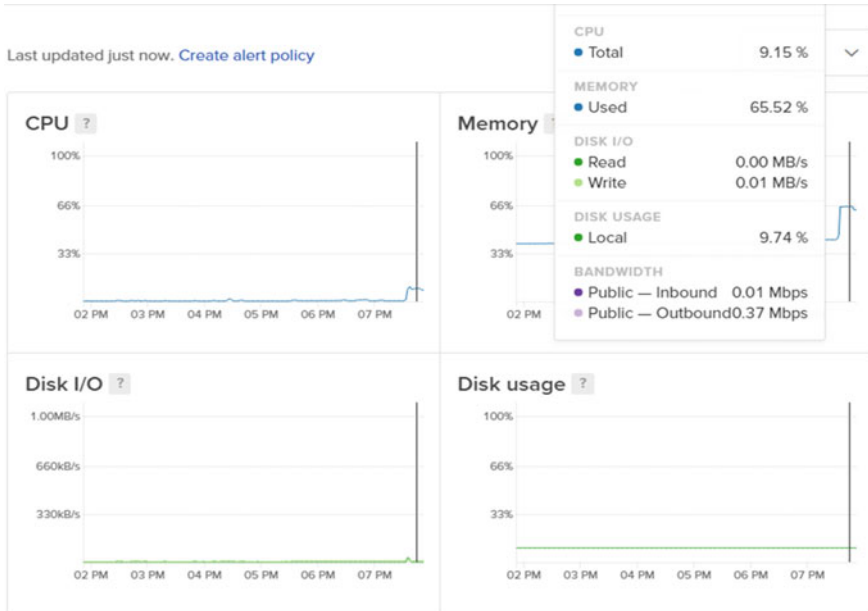 Last updated just now. Create alert policy
CPU
Total 9.15 %
MEMORY
Used 65.52 %
DISK I/O
Read 0.00 MB/s
Write 0.01 MB/s
DISK USAGE
Local 9.74 %
BANDWIDTH
Public — Inbound 0.01 Mbps
Public — Outbound0.37 Mbps
CPU ?
100%
66%
33%
02 PM 03 PM 04 PM 05 PM 06 PM 07 PM
Memory
100%
66%
33%
02 PM
Disk I/O ?
1.00MB/s
660kB/s
330kB/s
02 PM 03 PM 04 PM 05 PM 06 PM 07 PM
Disk usage ?
100%
66%
33%
02 PM 03 PM 04 PM 05 PM 06 PM 07 PM